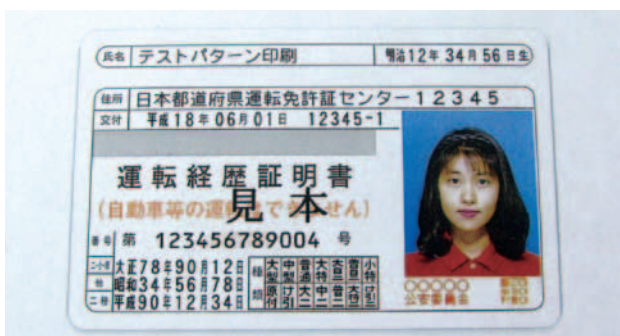 氏名 テストパターン印刷 明治12年34月56日生
住所 日本都道府県運転免許証センター12345
交付 平成18年06月01日 12345-1
運転経歴証明書
(自動車等の運転はできません)
見本
番号 第 123456789004 号
二・小・原 大正78年90月12日
他 昭和34年56月78日
二種 平成90年12月34日
種類 大型 中型 普通 大特 大自二 普自二 小特
原付 け引 大二 中二 普二 大特二 け引二
○○○○○
公安委員会